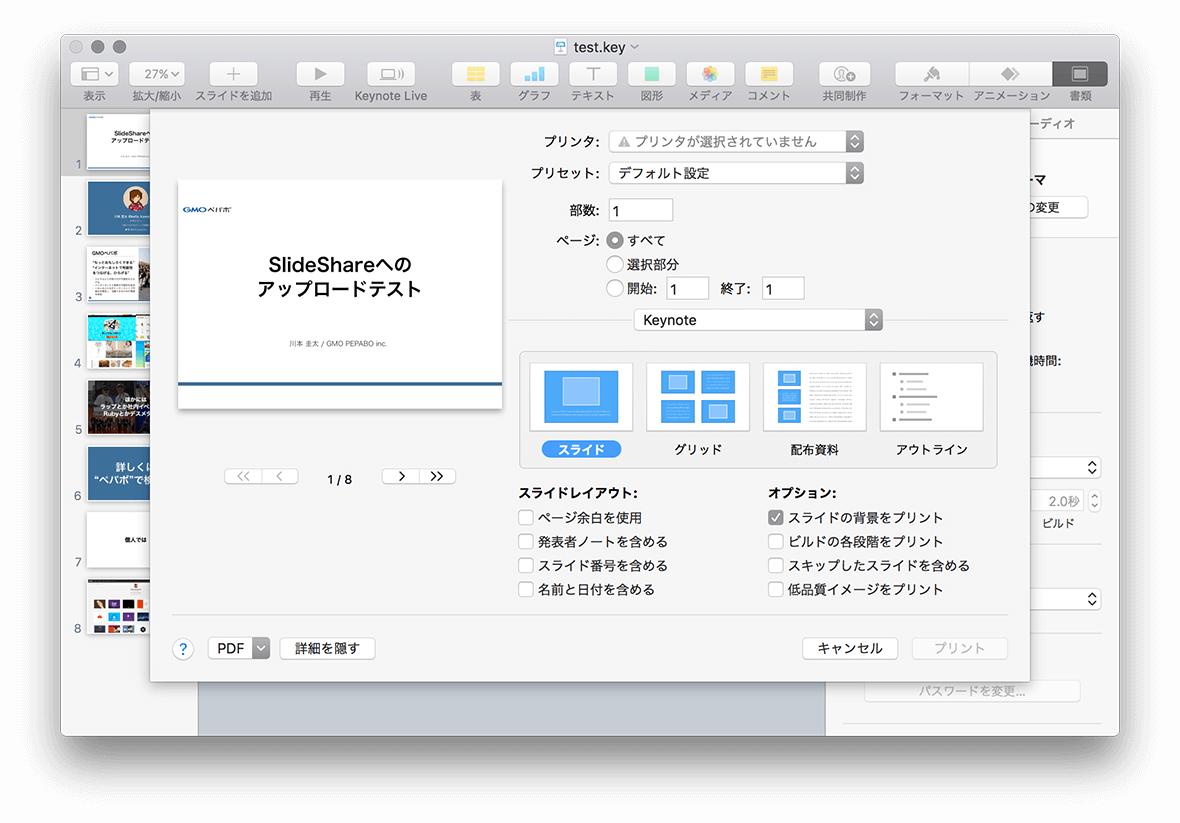 test.key
27%
表示
拡大/縮小
スライドを追加
再生
Keynote Live
表
グラフ
テキスト
図形
メディア
コメント
共同制作
フォーマット
アニメーション
書類
ーディオ
ーマ
の変更
返す
機時間:
2.0秒
ビルド
パスワードを変更...
1
SlideShareへ
アップロードテ
2
3
GMOペパボ
4
5
ほかには
ラップとか社内イベ
Rubyとかデスメタ
6
詳しくは
“ペパボ”で検
7
個人では
8
GMOペパボ
SlideShareへの
アップロードテスト
川本 圭太 / GMO PEPABO inc.
1 / 8
プリンタ:
プリンタが選択されていません
プリセット:
デフォルト設定
部数:
1
ページ:
すべて
選択部分
開始:
1
終了:
1
Keynote
スライド
グリッド
配布資料
アウトライン
スライドレイアウト:
ページ余白を使用
発表者ノートを含める
スライド番号を含める
名前と日付を含める
オプション:
スライドの背景をプリント
ビルドの各段階をプリント
スキップしたスライドを含める
低品質イメージをプリント
?
PDF
詳細を隠す
キャンセル
プリント